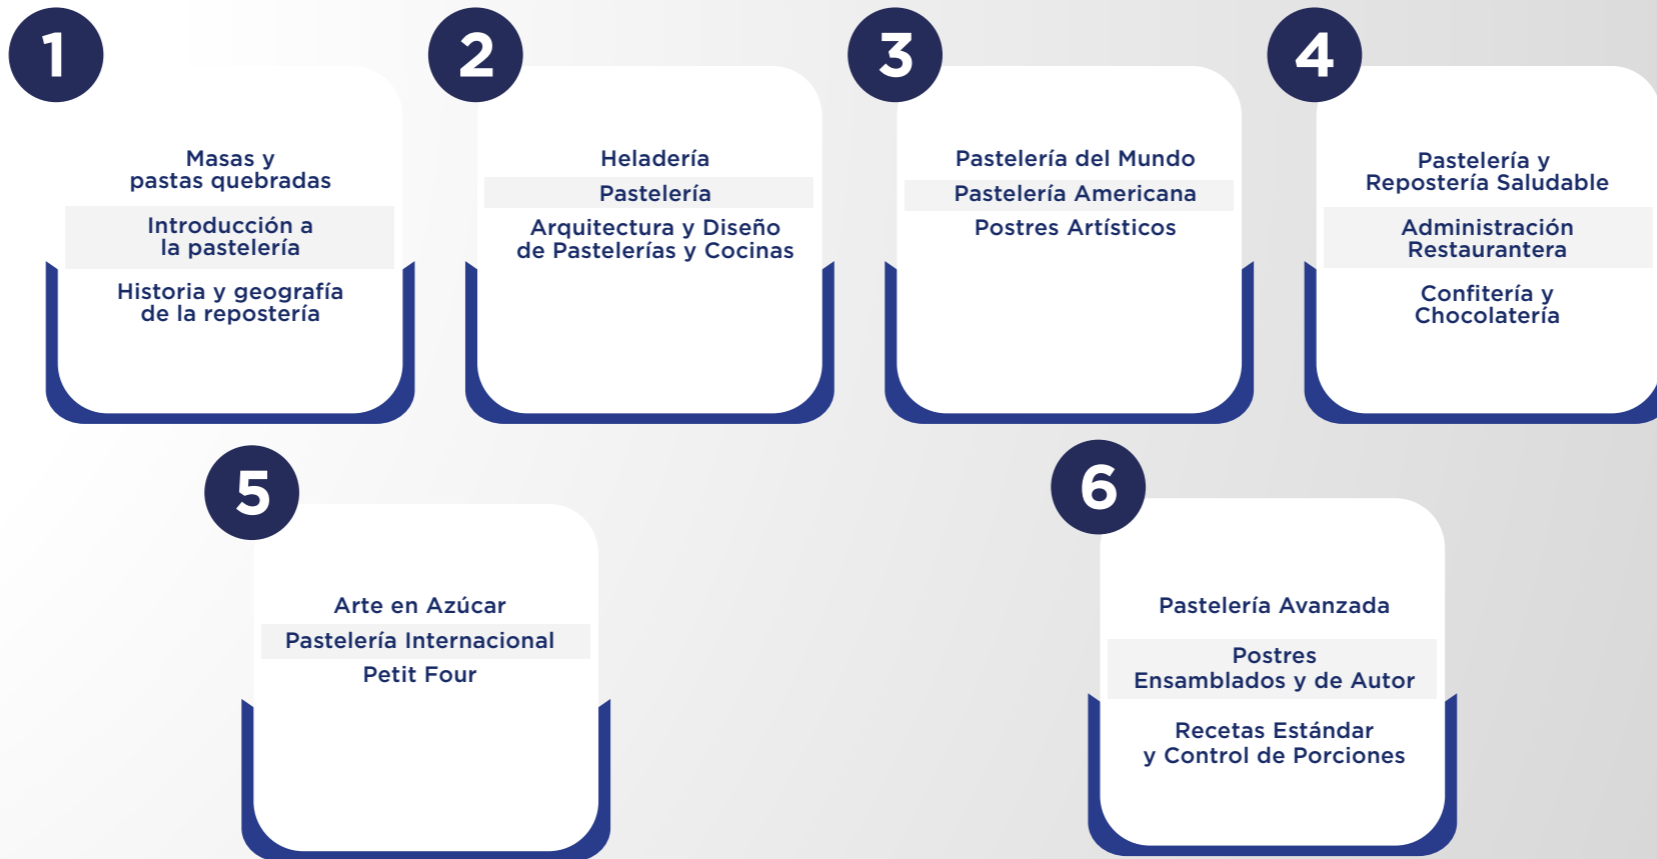 1
Masas y
pastas quebradas
Introducción a
la pastelería
Historia y geografía
de la repostería
2
Heladería
Pastelería
Arquitectura y Diseño
de Pastelerías y Cocinas
3
Pastelería del Mundo
Pastelería Americana
Postres Artísticos
4
Pastelería y
Repostería Saludable
Administración
Restaurantera
Confitería y
Chocolatería
5
Arte en Azúcar
Pastelería Internacional
Petit Four
6
Pastelería Avanzada
Postres
Ensamblados y de Autor
Recetas Estándar
y Control de Porciones